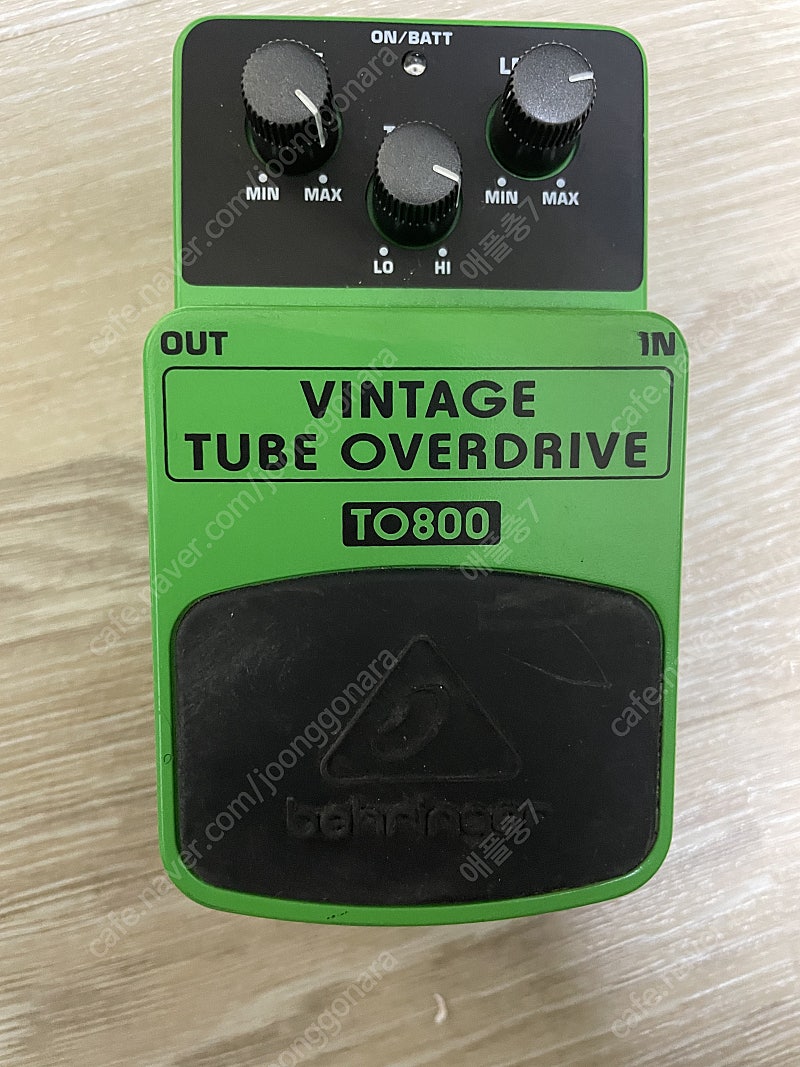 ON/BATT
MIN MAX
MIN MAX
LO HI
OUT
IN
VINTAGE
TUBE OVERDRIVE
TO800
behringer
cafe.naver.com/joonggonara
애플총7